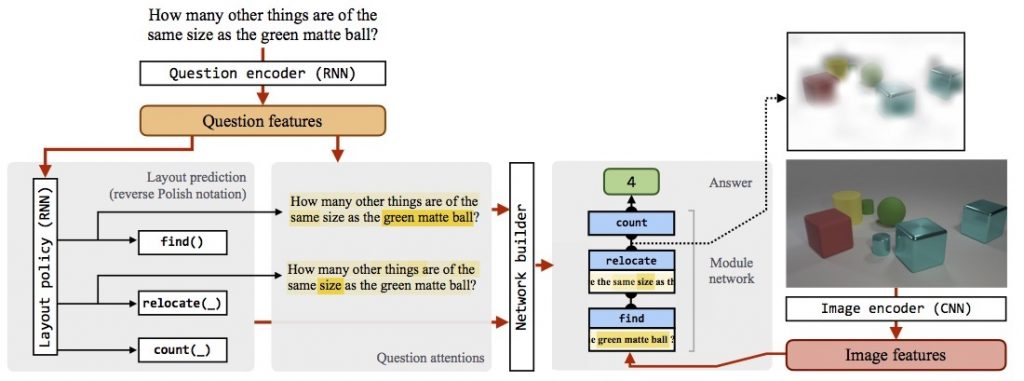 How many other things are of the
same size as the green matte ball?
Question encoder (RNN)
Question features
Layout prediction
(reverse Polish notation)
Layout policy (RNN)
find()
relocate(_)
count(_)
How many other things are of the
same size as the green matte ball?
How many other things are of the
same size as the green matte ball?
Question attentions
Network builder
4
Answer
count
relocate
e the same size as th
find
e green matte ball ?
Module
network
Image encoder (CNN)
Image features